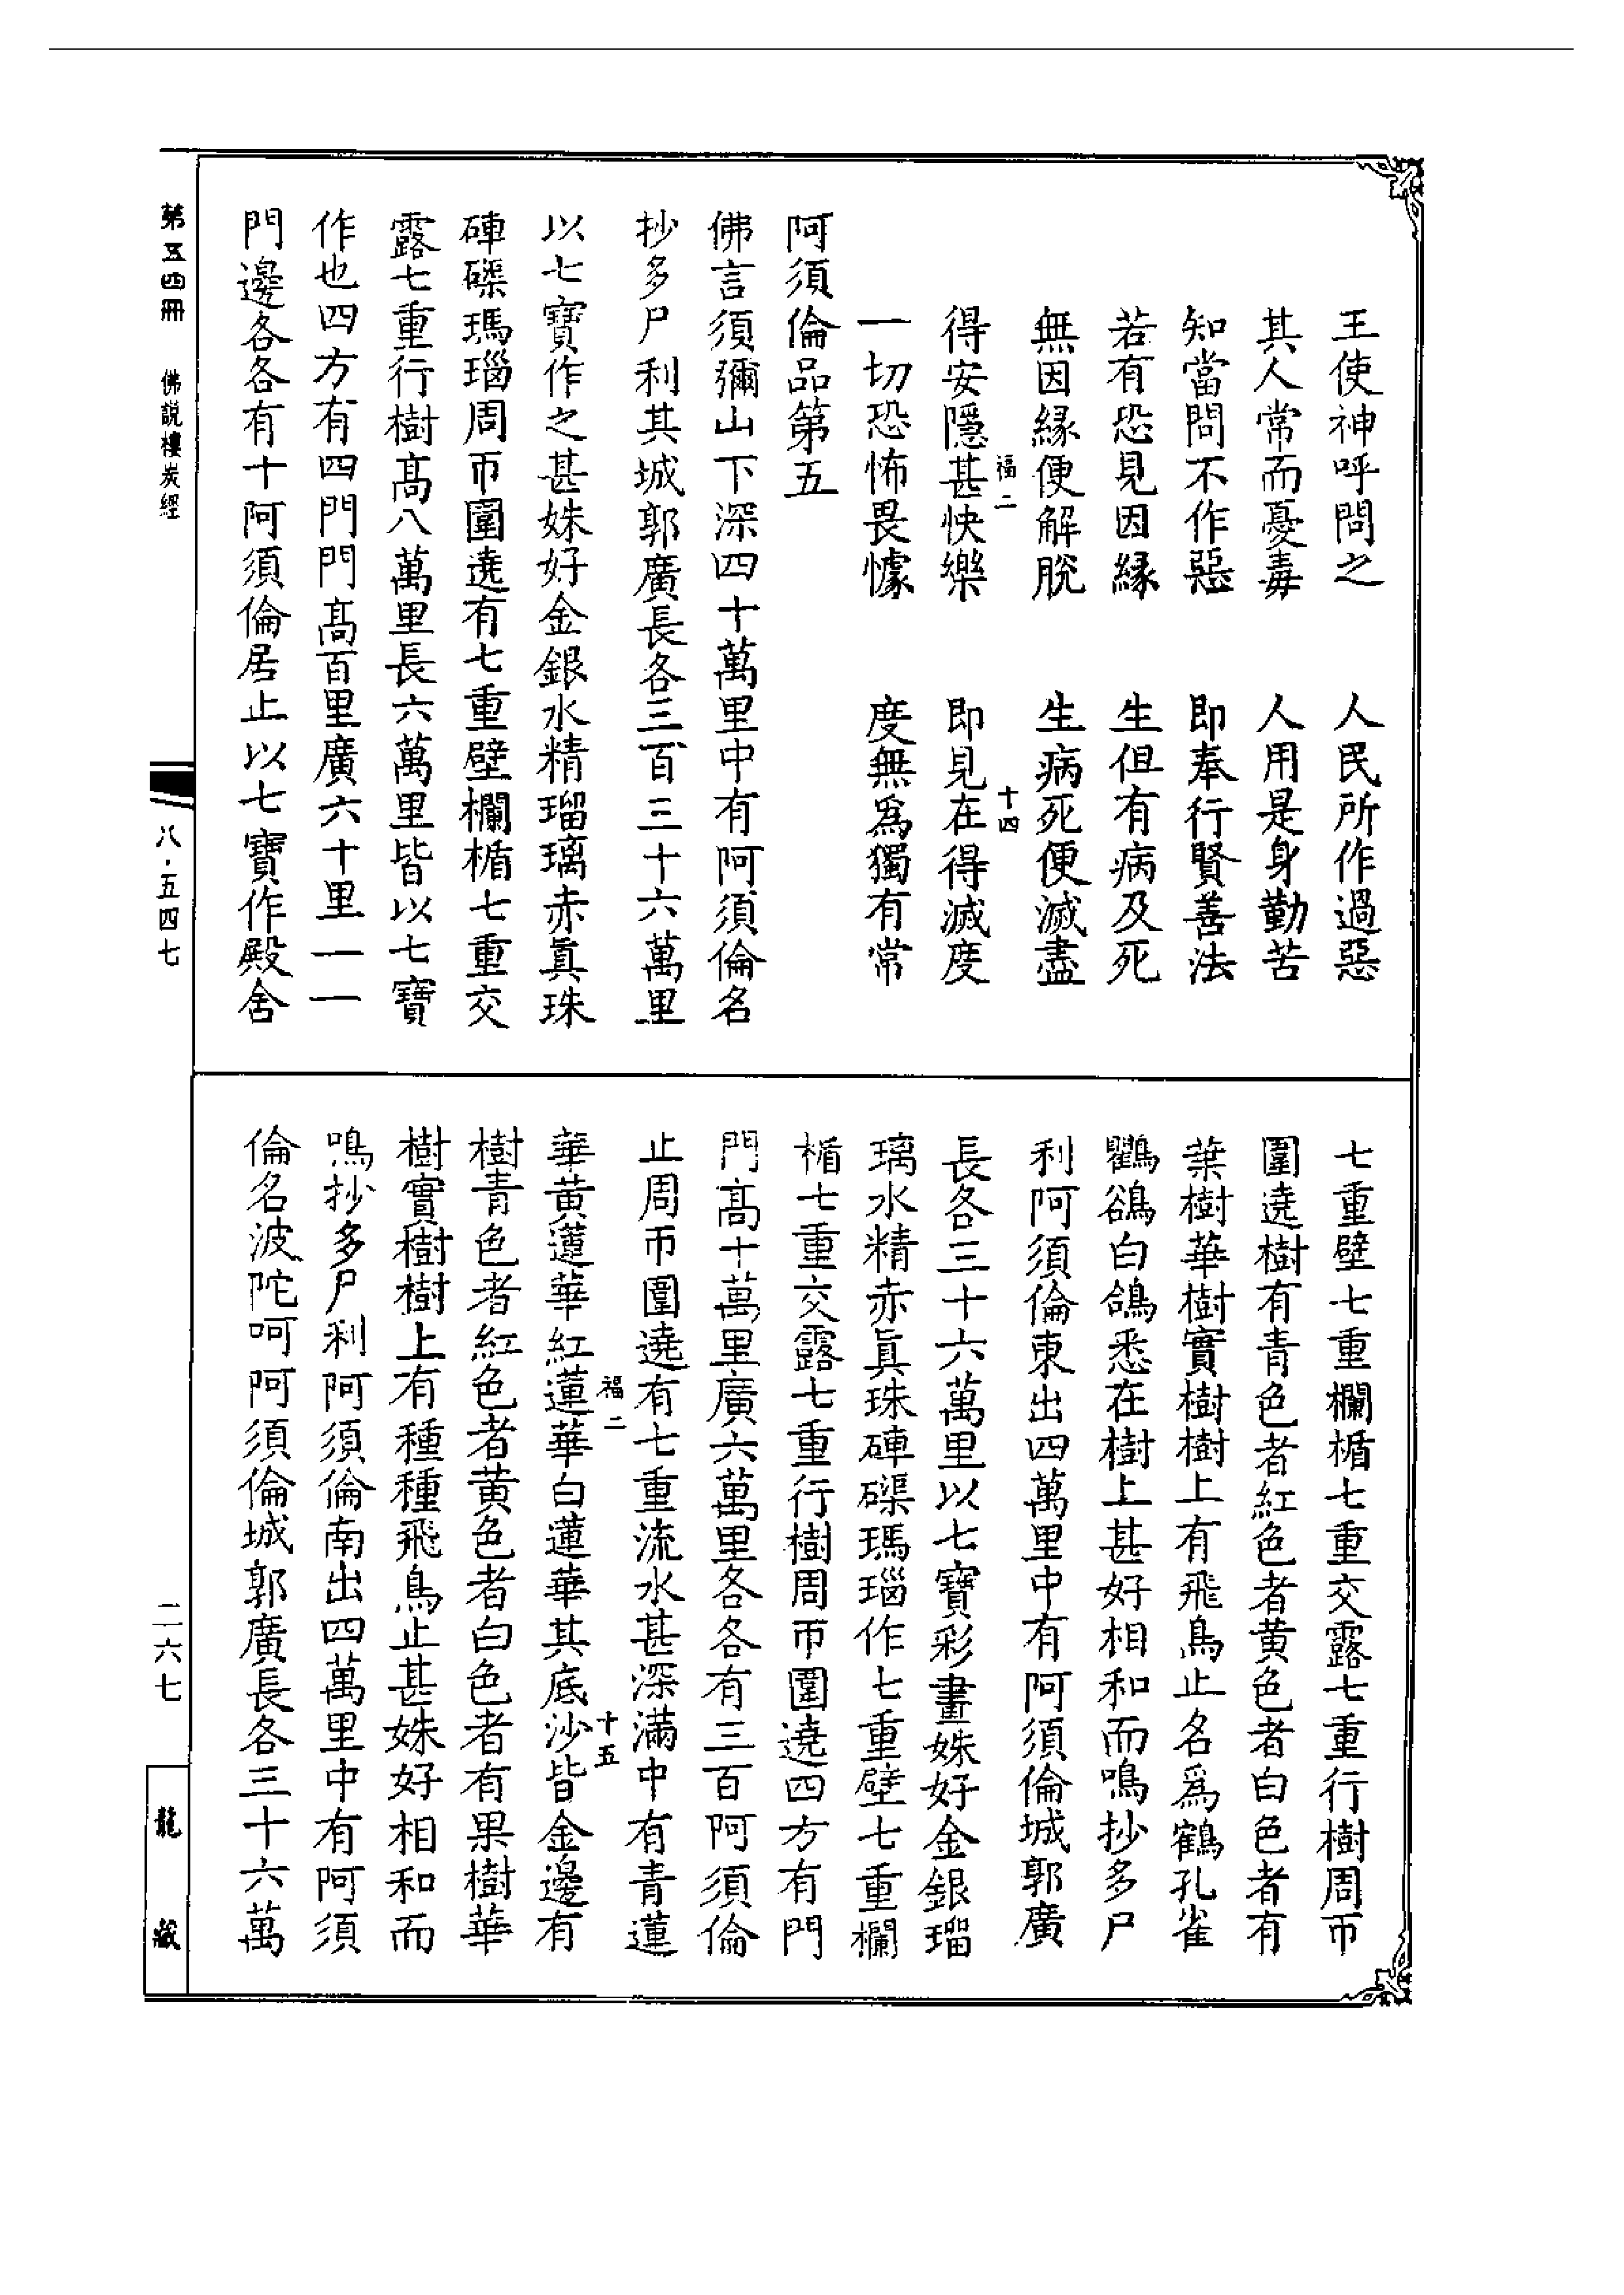 王使神呼問之　人民所作過惡
其人常而憂毒　人用是身勤苦
知當問不作惡　即奉行賢善法
若有恐見因緣　生但有病及死
無因緣便解脫　生病死便滅盡
福二　十四
得安隱甚快樂　即見在得滅度
一切恐怖畏懅　度無為獨有常
阿須倫品第五
佛言須彌山下深四十萬里中有阿須倫名
抄多尸利其城郭廣長各三百三十六萬里
以七寶作之甚姝好金銀水精瑠璃赤真珠
硨磲瑪瑙周帀圍遶有七重壁欄楯七重交
露七重行樹高八萬里長六萬里皆以七寶
作也四方有四門門高百里廣六十里一一
門邊各各有十阿須倫居止以七寶作殿舍
七重壁七重欄楯七重交露七重行樹周帀
圍遶樹有青色者紅色者黃色者白色者有
葉樹華樹實樹樹上有飛鳥止名為鶴孔雀
鸜鵒白鴿悉在樹上甚好相和而鳴抄多尸
利阿須倫東出四萬里中有阿須倫城郭廣
長各三十六萬里以七寶彩畫姝好金銀瑠
璃水精赤真珠硨磲瑪瑙作七重壁七重欄
楯七重交露七重行樹周帀圍遶四方有門
門高十萬里廣六萬里各各有三百阿須倫
止周帀圍遶有七重流水甚深滿中有青蓮
福二　十五
華黃蓮華紅蓮華白蓮華其底沙皆金邊有
樹青色者紅色者黃色者白色者有果樹華
樹實樹樹上有種種飛鳥止甚姝好相和而
鳴抄多尸利阿須倫南出四萬里中有阿須
倫名波陀呵阿須倫城郭廣長各三十六萬
第五四冊　佛說樓炭經
八·五四七
二六七
龍藏